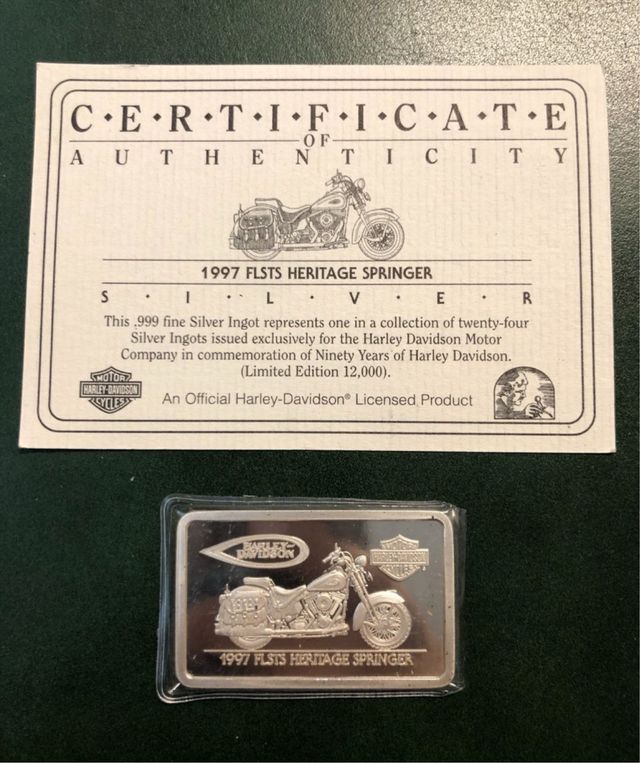 C·E·R·T·I·F·I·C·A·T·E
OF
AUTHENTICITY
1997 FLSTS HERITAGE SPRINGER
S·I·L·V·E·R
This .999 fine Silver Ingot represents one in a collection of twenty-four
Silver Ingots issued exclusively for the Harley Davidson Motor
Company in commemoration of Ninety Years of Harley Davidson.
(Limited Edition 12,000).
MOTOR
HARLEY-DAVIDSON
CYCLES
An Official Harley-Davidson® Licensed Product
HARLEY-
DAVIDSON
MOTOR
HARLEY-DAVIDSON
CYCLES
1997 FLSTS HERITAGE SPRINGER